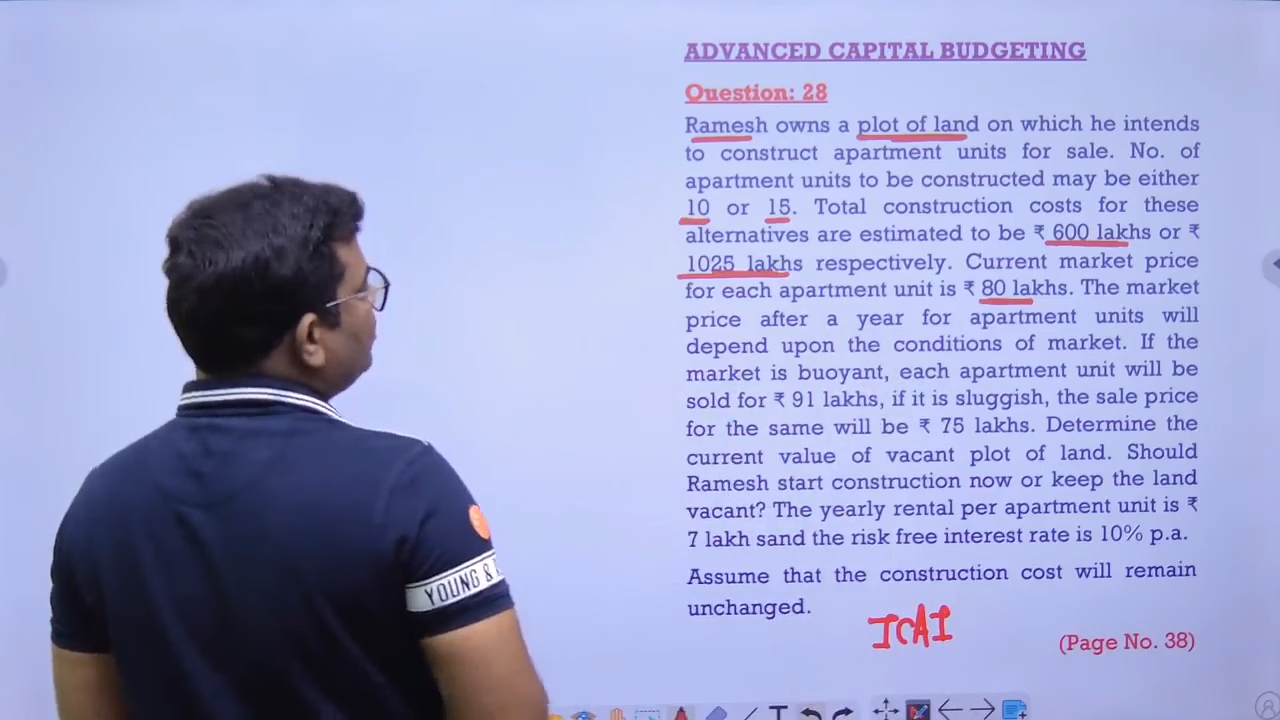 ADVANCED CAPITAL BUDGETING
Question: 28
Ramesh owns a plot of land on which he intends
to construct apartment units for sale. No. of
apartment units to be constructed may be either
10 or 15. Total construction costs for these
alternatives are estimated to be ₹ 600 lakhs or ₹
1025 lakhs respectively. Current market price
for each apartment unit is ₹ 80 lakhs. The market
price after a year for apartment units will
depend upon the conditions of market. If the
market is buoyant, each apartment unit will be
sold for ₹ 91 lakhs, if it is sluggish, the sale price
for the same will be ₹ 75 lakhs. Determine the
current value of vacant plot of land. Should
Ramesh start construction now or keep the land
vacant? The yearly rental per apartment unit is ₹
7 lakh sand the risk free interest rate is 10% p.a.
Assume that the construction cost will remain
unchanged.
ICAI
(Page No. 38)
YOUNG &